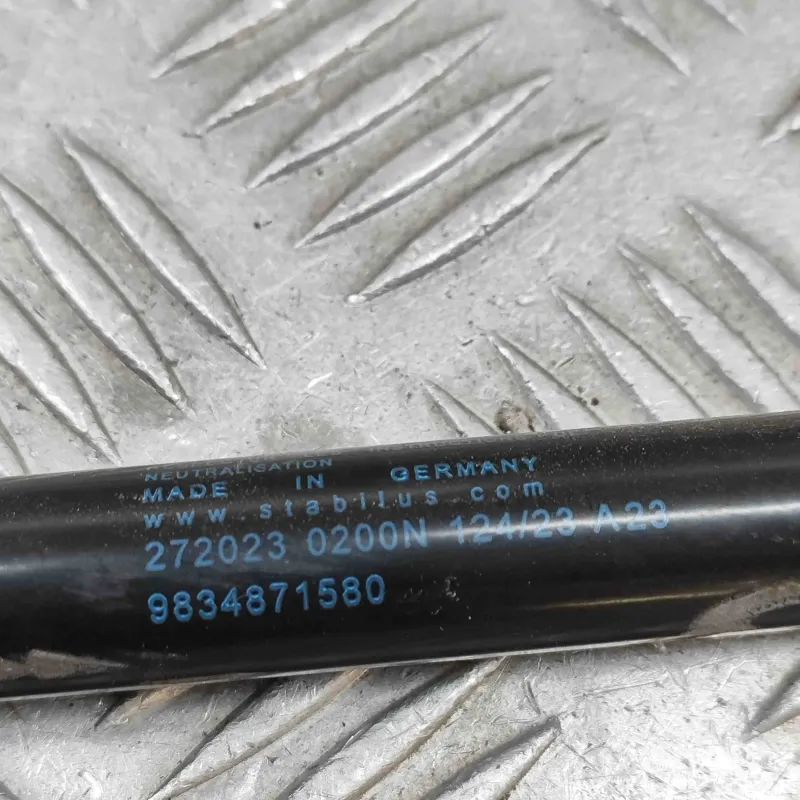 NEUTRALISATION
MADE IN GERMANY
www.stabilus.com
272023 0200N 124/23 A23
9834871580